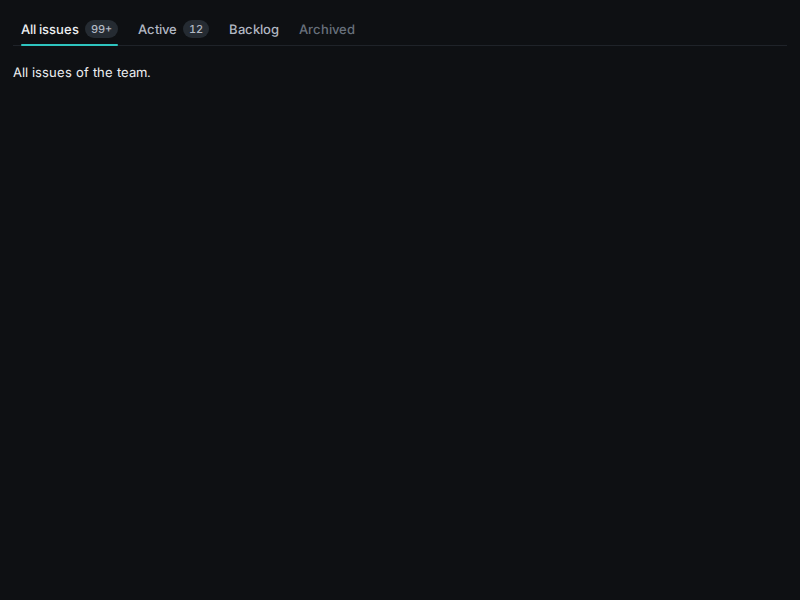 All issues 99+ Active 12 Backlog Archived
All issues of the team.